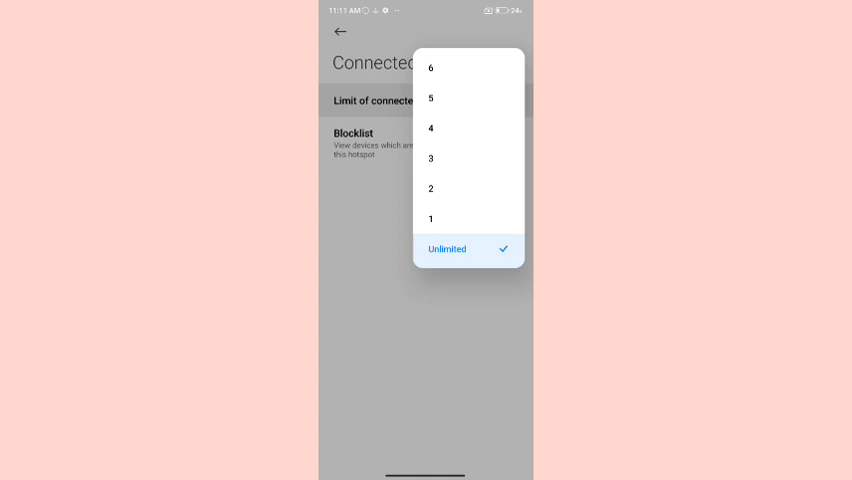 11:11 AM
24
Connected
6
5
Limit of connecte
4
Blocklist
View devices which are
this hotspot
3
2
1
Unlimited